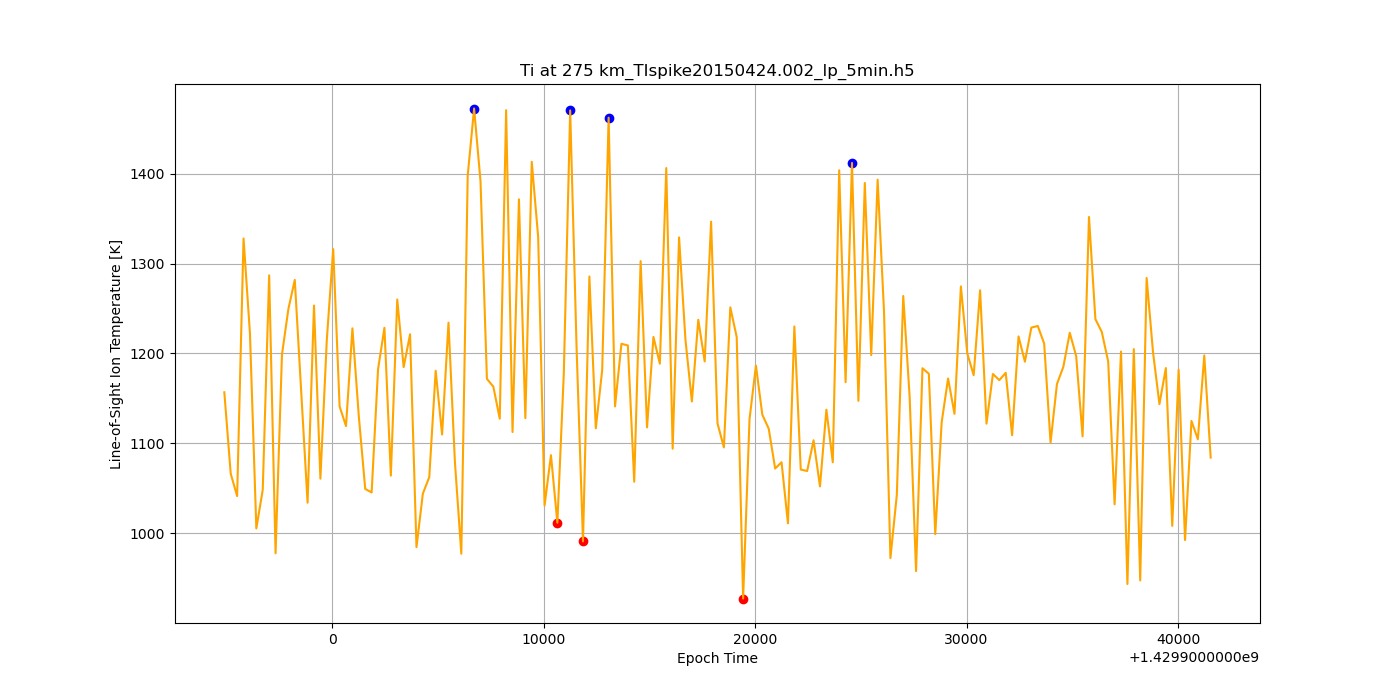 Ti at 275 km_TIspike20150424.002_lp_5min.h5
Line-of-Sight Ion Temperature [K]
1400
1300
1200
1100
1000
0 10000 20000 30000 40000
Epoch Time
+1.4299000000e9